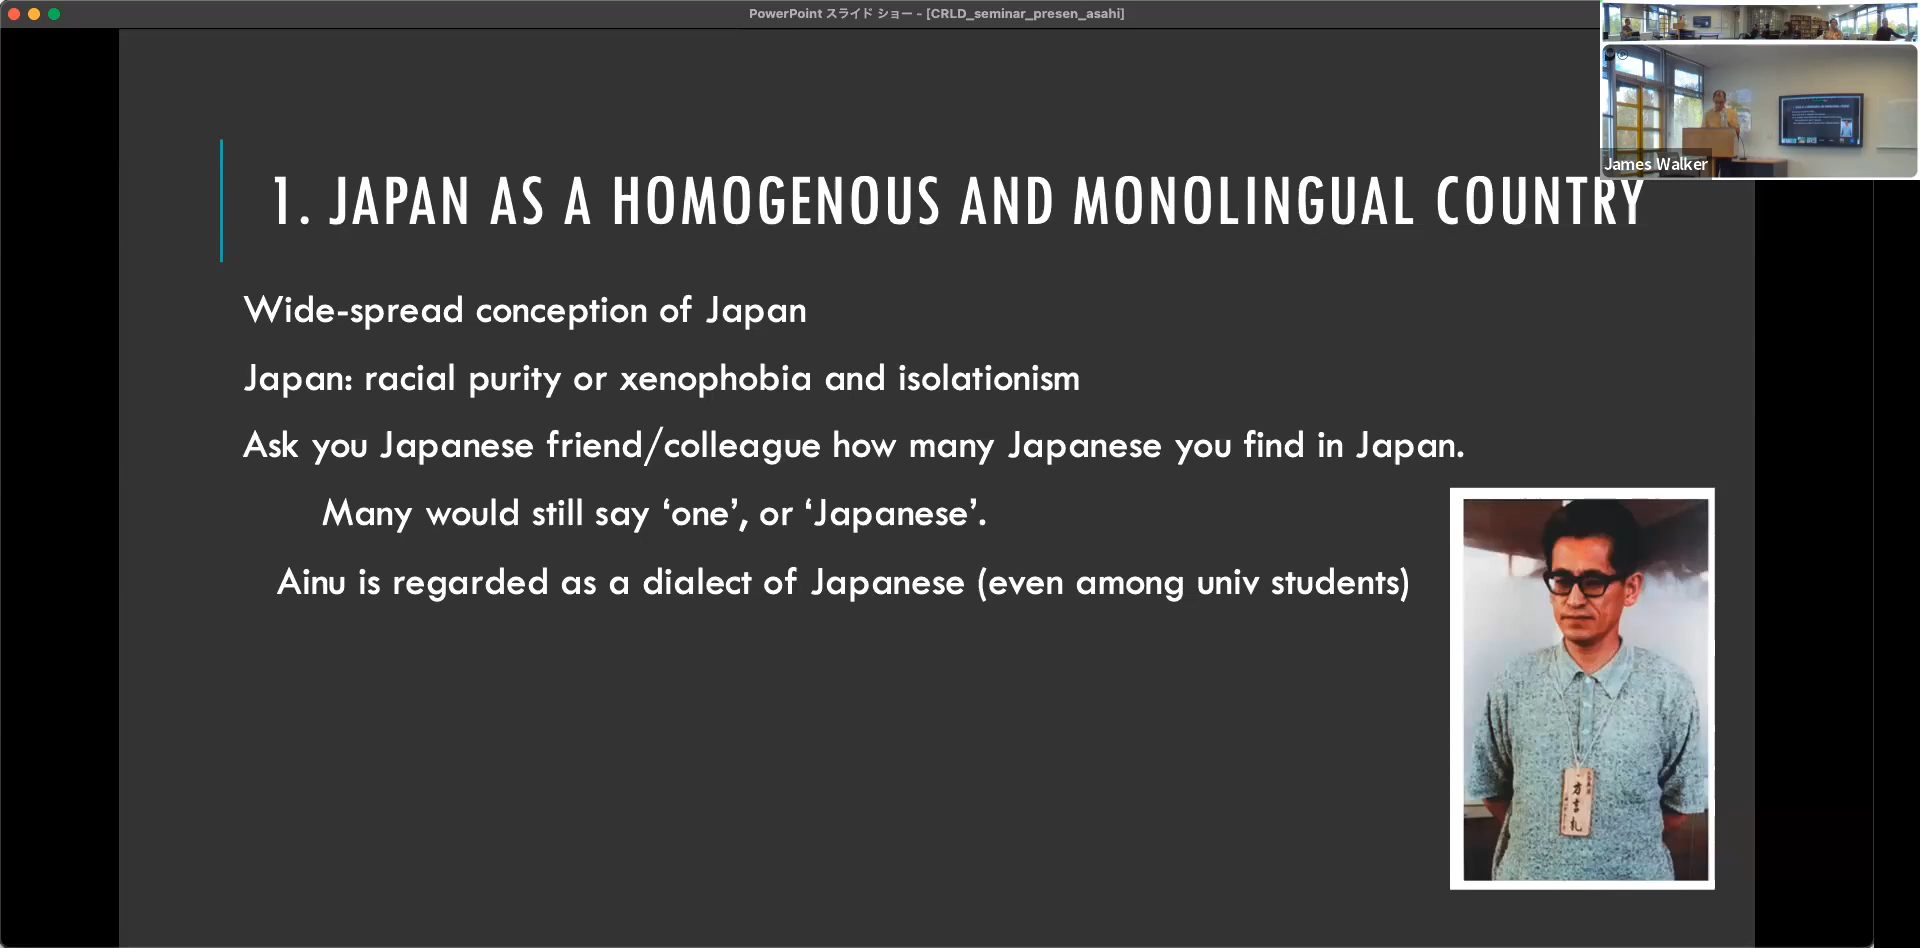 PowerPoint スライド ショー - [CRLD_seminar_presen_asahi]
James Walker
1. JAPAN AS A HOMOGENOUS AND MONOLINGUAL COUNTRY
Wide-spread conception of Japan
Japan: racial purity or xenophobia and isolationism
Ask you Japanese friend/colleague how many Japanese you find in Japan.
Many would still say ‘one’, or ‘Japanese’.
Ainu is regarded as a dialect of Japanese (even among univ students)
方言札